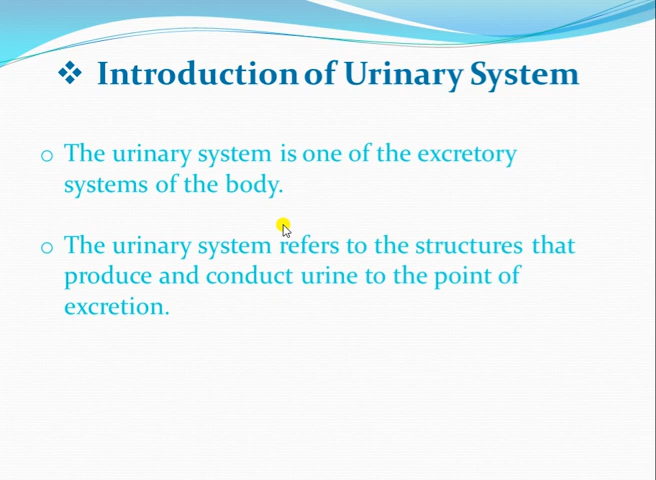 ❖ Introduction of Urinary System
o The urinary system is one of the excretory
systems of the body.
o The urinary system refers to the structures that
produce and conduct urine to the point of
excretion.